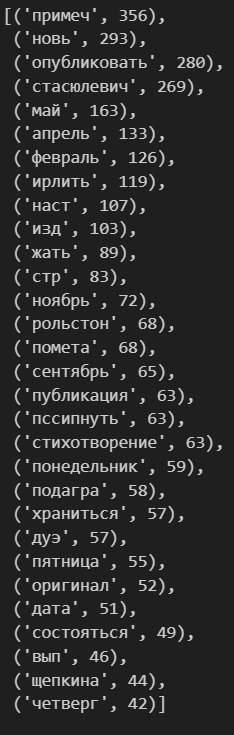 [('примеч', 356),
('новь', 293),
('опубликовать', 280),
('стасюлевич', 269),
('май', 163),
('апрель', 133),
('февраль', 126),
('ирлить', 119),
('наст', 107),
('изд', 103),
('жать', 89),
('стр', 83),
('ноябрь', 72),
('рольстон', 68),
('помета', 68),
('сентябрь', 65),
('публикация', 63),
('пссипнуть', 63),
('стихотворение', 63),
('понедельник', 59),
('подагра', 58),
('храниться', 57),
('дуэ', 57),
('пятница', 55),
('оригинал', 52),
('дата', 51),
('состояться', 49),
('вып', 46),
('щепкина', 44),
('четверг', 42)]